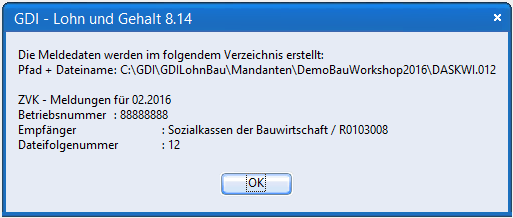 GDI - Lohn und Gehalt 8.14
Die Meldedaten werden im folgendem Verzeichnis erstellt:
Pfad + Dateiname: C:\GDI\GDILohnBau\Mandanten\DemoBauWorkshop2016\DASKWI.012
ZVK - Meldungen für 02.2016
Betriebsnummer : 88888888
Empfänger : Sozialkassen der Bauwirtschaft / R0103008
Dateifolgenummer : 12
OK